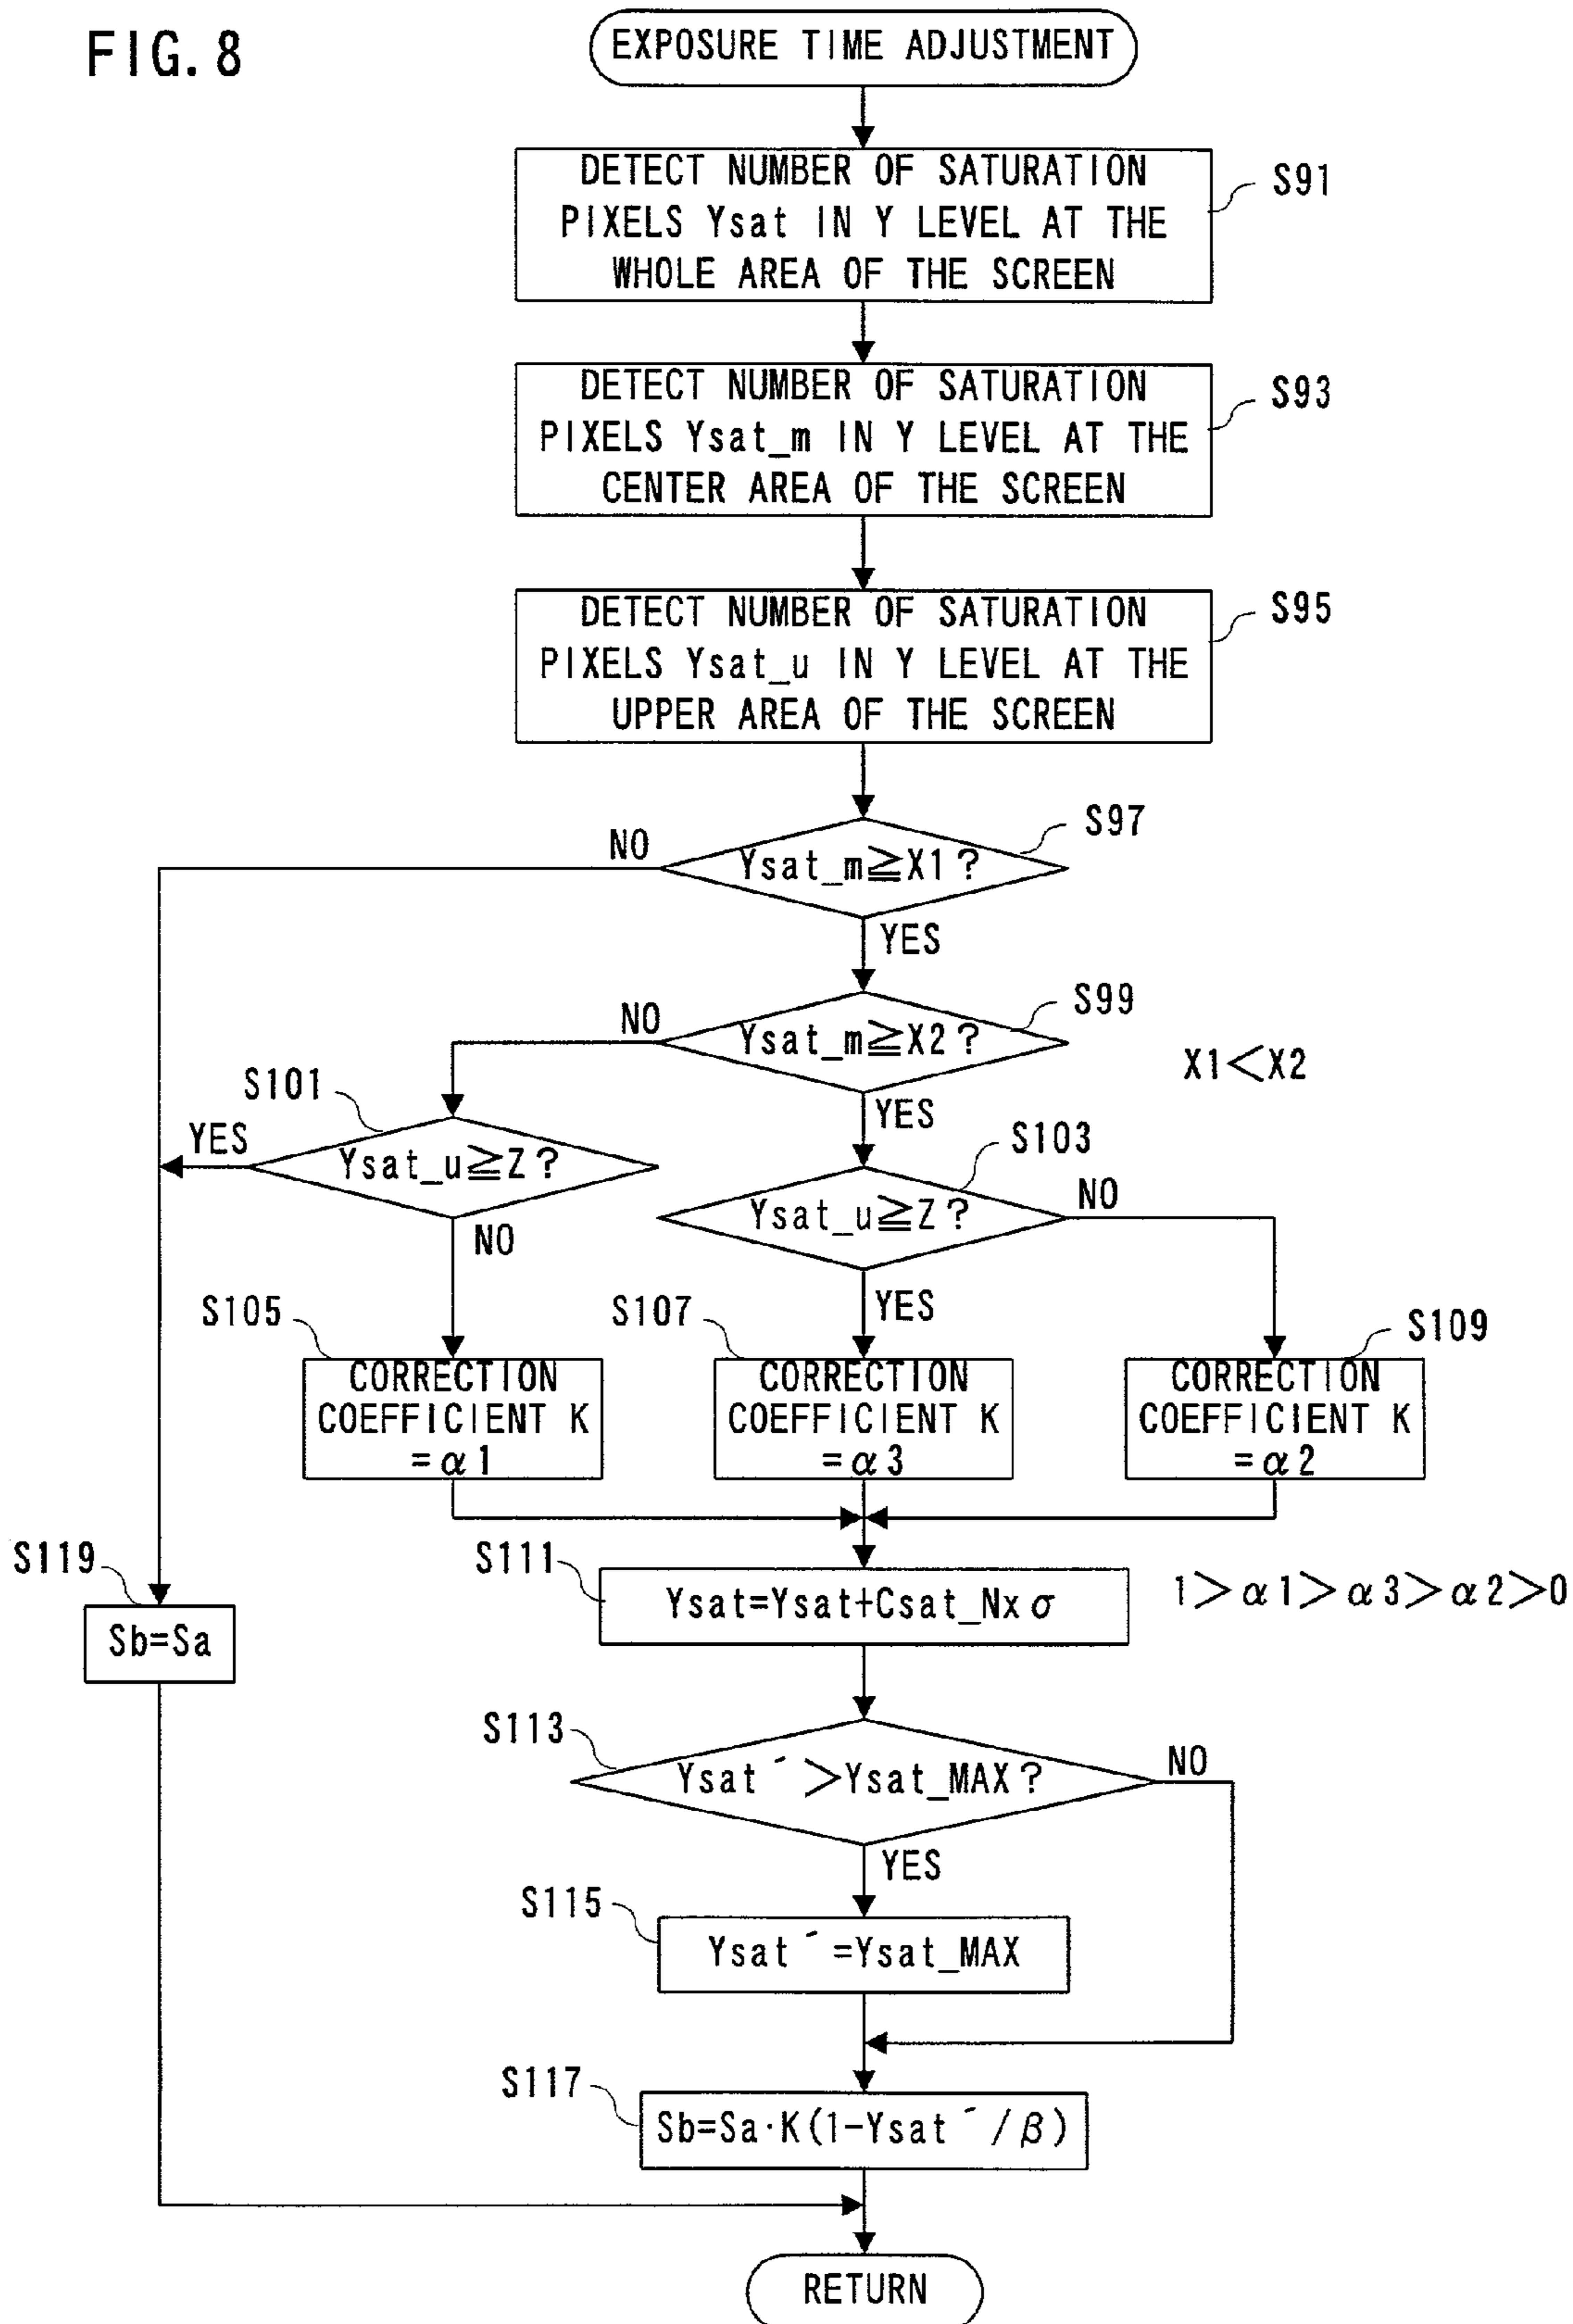 FIG. 8
EXPOSURE TIME ADJUSTMENT
DETECT NUMBER OF SATURATION
PIXELS Ysat IN Y LEVEL AT THE
WHOLE AREA OF THE SCREEN
S91
DETECT NUMBER OF SATURATION
PIXELS Ysat_m IN Y LEVEL AT THE
CENTER AREA OF THE SCREEN
S93
DETECT NUMBER OF SATURATION
PIXELS Ysat_u IN Y LEVEL AT THE
UPPER AREA OF THE SCREEN
S95
S97
NO
Ysat_m≧X1?
YES
S99
NO
Ysat_m≧X2?
X1<X2
YES
S101
YES
Ysat_u≧Z?
NO
S103
Ysat_u≧Z?
NO
YES
S105
CORRECTION
COEFFICIENT K
=α1
S107
CORRECTION
COEFFICIENT K
=α3
S109
CORRECTION
COEFFICIENT K
=α2
S119
Sb=Sa
S111
Ysat=Ysat+Csat_Nxσ
1>α1>α3>α2>0
S113
Ysat´>Ysat_MAX?
NO
YES
S115
Ysat´=Ysat_MAX
S117
Sb=Sa·K(1-Ysat´/β)
RETURN